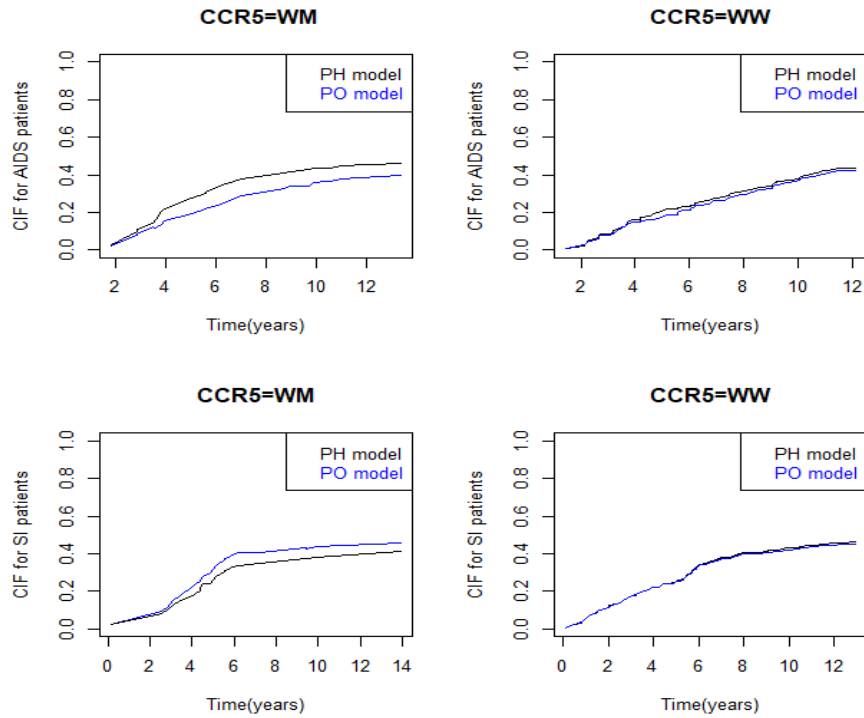 CCR5=WM
CIF for AIDS patients
0.0 0.2 0.4 0.6 0.8 1.0
PH model
PO model
2 4 6 8 10 12
Time(years)
CCR5=WW
CIF for AIDS patients
0.0 0.2 0.4 0.6 0.8 1.0
PH model
PO model
2 4 6 8 10 12
Time(years)
CCR5=WM
CIF for SI patients
0.0 0.2 0.4 0.6 0.8 1.0
PH model
PO model
0 2 4 6 8 10 12 14
Time(years)
CCR5=WW
CIF for SI patients
0.0 0.2 0.4 0.6 0.8 1.0
PH model
PO model
0 2 4 6 8 10 12
Time(years)